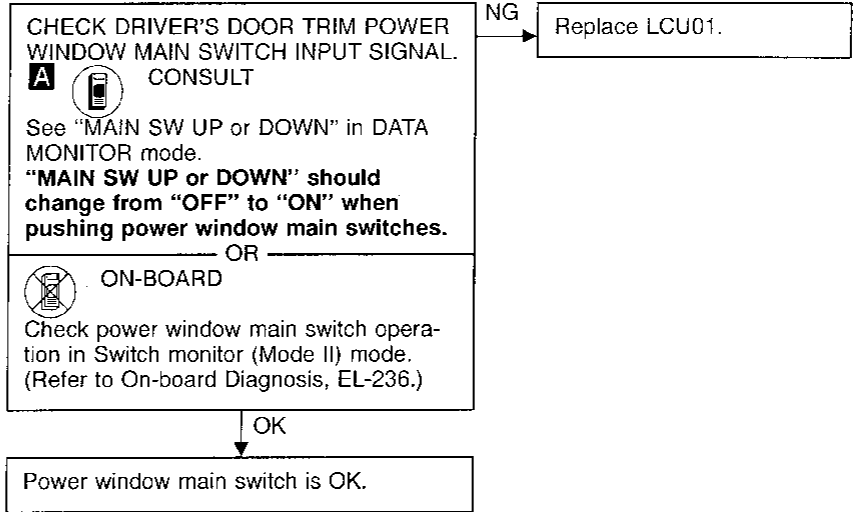 CHECK DRIVER'S DOOR TRIM POWER
WINDOW MAIN SWITCH INPUT SIGNAL.
A CONSULT
See "MAIN SW UP or DOWN" in DATA
MONITOR mode.
"MAIN SW UP or DOWN" should
change from "OFF" to "ON" when
pushing power window main switches.
OR
ON-BOARD
Check power window main switch opera-
tion in Switch monitor (Mode II) mode.
(Refer to On-board Diagnosis, EL-236.)
NG
Replace LCU01.
OK
Power window main switch is OK.